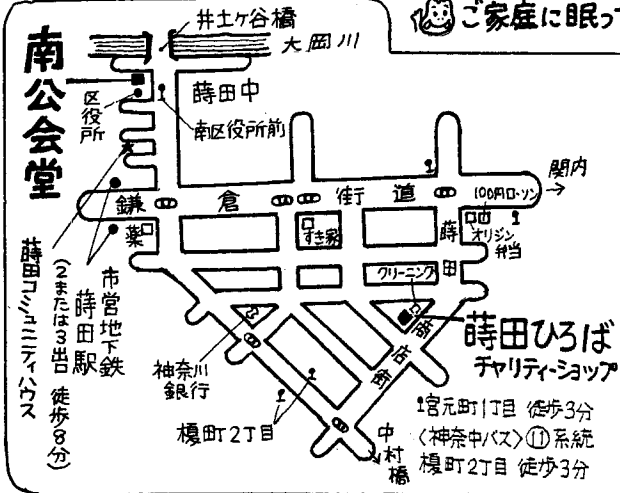 ご家庭に眠っ
井土ヶ谷橋
大岡川
南公会堂
区役所
蒔田中
南区役所前
鎌倉街道
関内
100円ローソン
オリジン弁当
薬
すき家
蒔田
クリーニング
商店街
蒔田コミュニティハウス
市営地下鉄
蒔田駅
(2または3出 徒歩8分)
神奈川
銀行
榎町2丁目
中村橋
蒔田ひろば
チャリティーショップ
宮元町1丁目 徒歩3分
〈神奈中バス〉⑪系統
榎町2丁目 徒歩3分